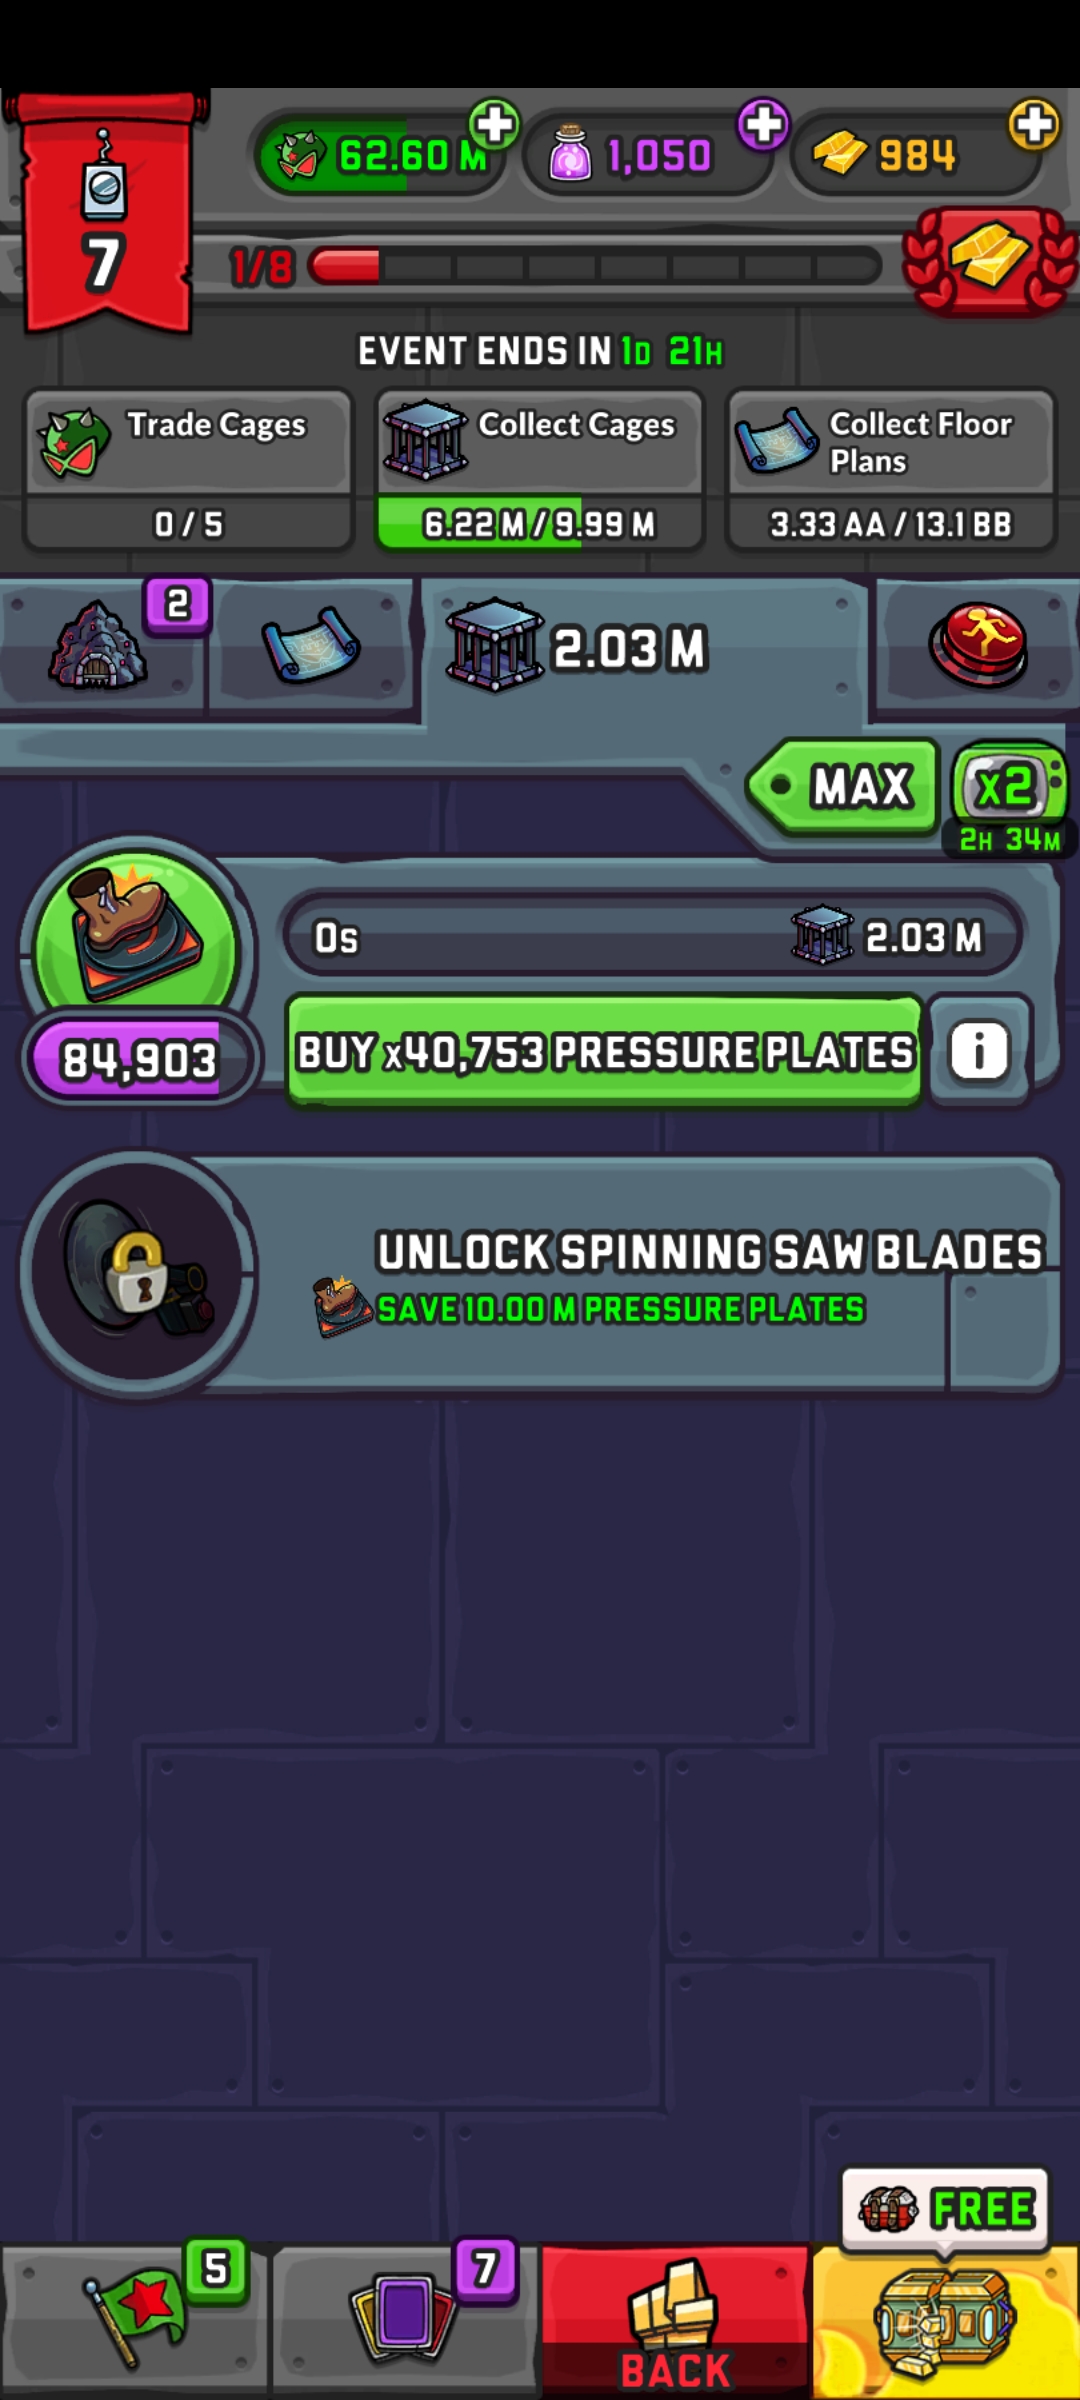 62.60 M
1,050
984
7
1/8
EVENT ENDS IN 1D 21H
Trade Cages
0 / 5
Collect Cages
6.22 M / 9.99 M
Collect Floor
Plans
3.33 AA / 13.1 BB
2
2.03 M
MAX
x2
2H 34M
0s
2.03 M
84,903
BUY x40,753 PRESSURE PLATES
i
UNLOCK SPINNING SAW BLADES
SAVE 10.00 M PRESSURE PLATES
FREE
5
7
BACK